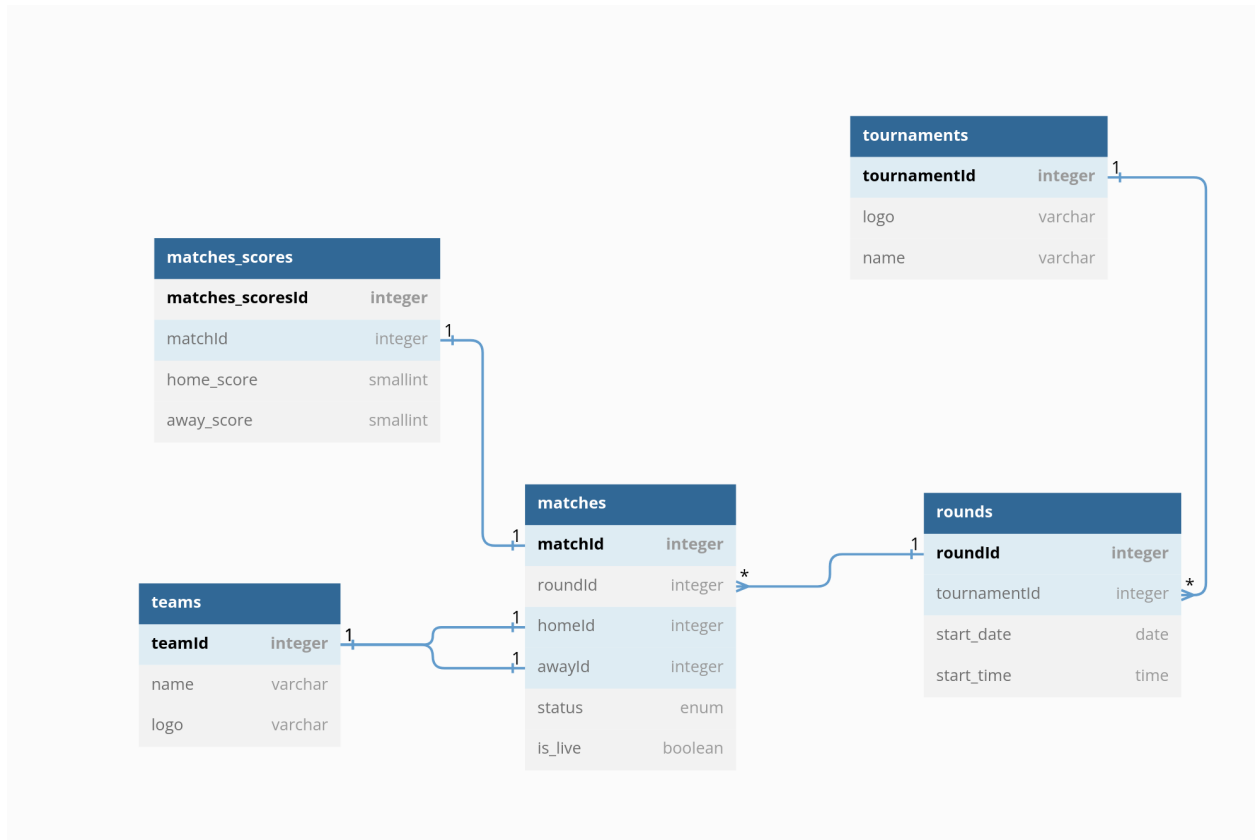 tournaments
1
tournamentId integer
logo varchar
name varchar
matches_scores
matches_scoresId integer
1
matchId integer
home_score smallint
away_score smallint
matches
1
matchId integer
*
roundId integer
1
homeId integer
1
awayId integer
status enum
is_live boolean
rounds
1
roundId integer
*
tournamentId integer
start_date date
start_time time
teams
1
teamId integer
name varchar
logo varchar